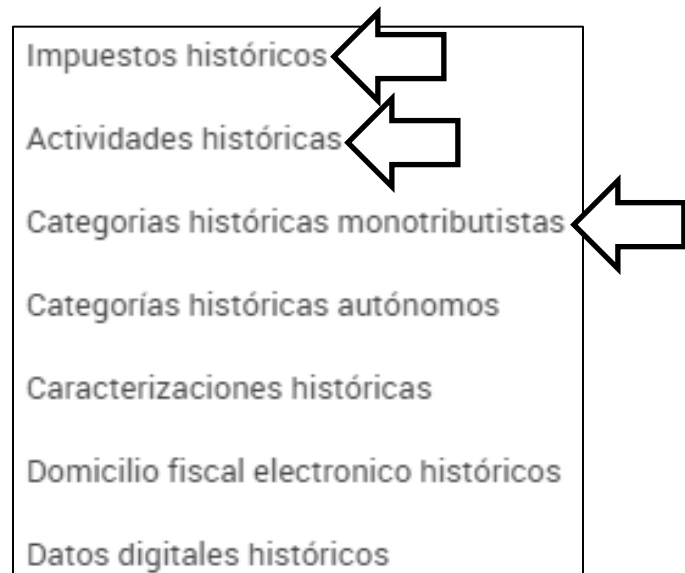 Impuestos históricos
Actividades históricas
Categorias históricas monotributistas
Categorías históricas autónomos
Caracterizaciones históricas
Domicilio fiscal electronico históricos
Datos digitales históricos